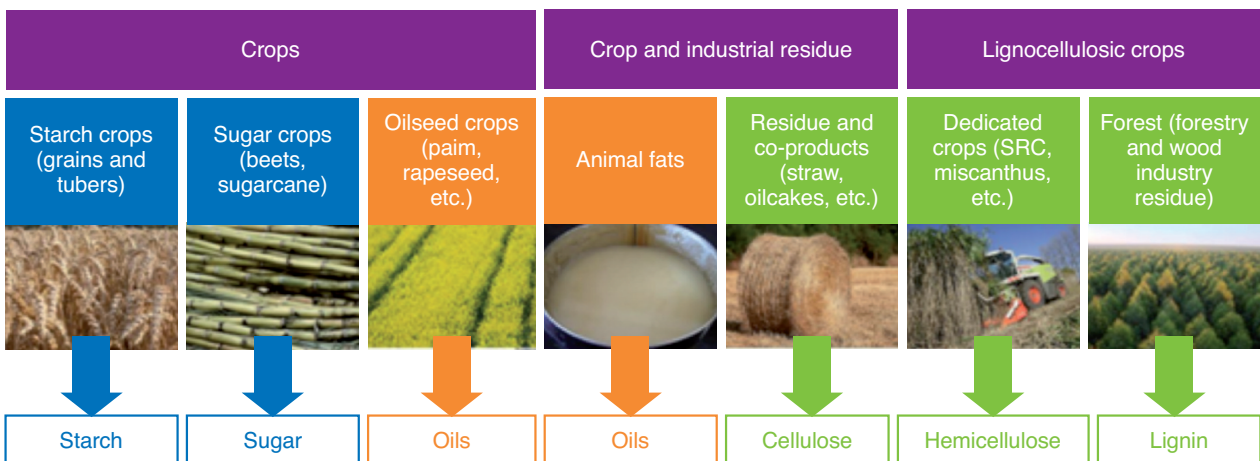 Crops
Crop and industrial residue
Lignocellulosic crops
Starch crops
(grains and
tubers)
Sugar crops
(beets,
sugarcane)
Oilseed crops
(paim,
rapeseed,
etc.)
Animal fats
Residue and
co-products
(straw,
oilcakes, etc.)
Dedicated
crops (SRC,
miscanthus,
etc.)
Forest (forestry
and wood
industry
residue)
Starch
Sugar
Oils
Oils
Cellulose
Hemicellulose
Lignin